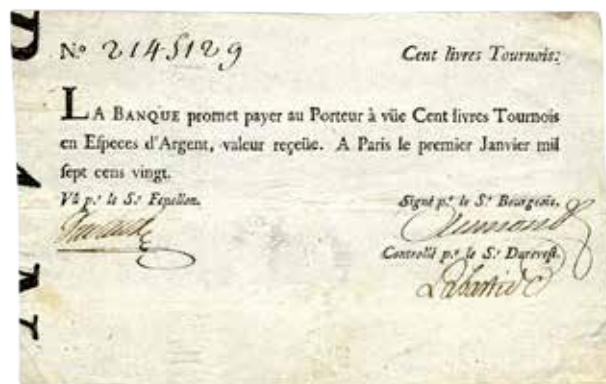 N.o 2145129 Cent livres Tournois:
LA BANQUE promet payer au Porteur à vûe Cent livres Tournois
en Eſpeces d'Argent, valeur reçeüe. A Paris le premier Janvier mil
ſept cens vingt.
Vû p.r le S.r Fenellon. Signé p.r le S.r Bourgeois.
Controllé p.r le S.r Durevest.